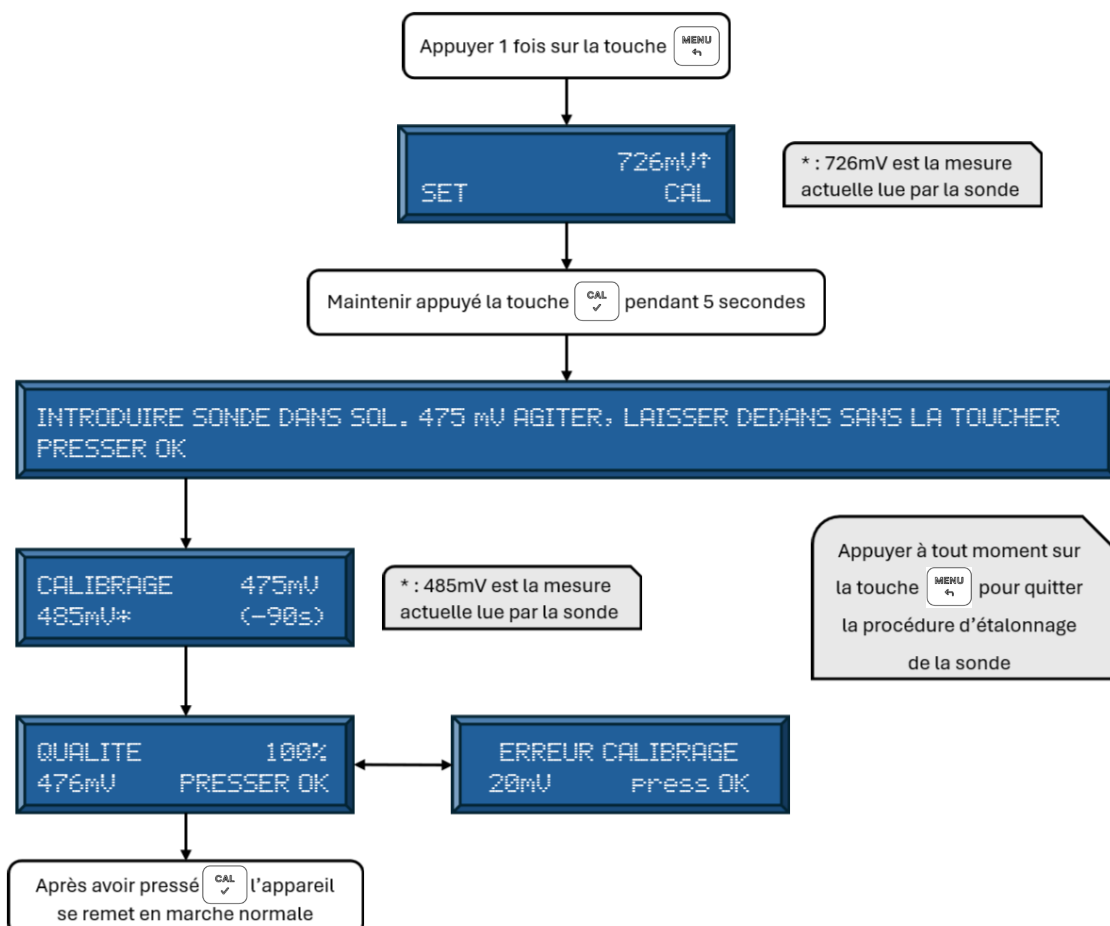 Appuyer 1 fois sur la touche MENU
726mV↑
SET CAL
* : 726mV est la mesure
actuelle lue par la sonde
Maintenir appuyé la touche CAL pendant 5 secondes
INTRODUIRE SONDE DANS SOL. 475 mV AGITER, LAISSER DEDANS SANS LA TOUCHER
PRESSER OK
CALIBRAGE 475mV
485mV* (-90s)
* : 485mV est la mesure
actuelle lue par la sonde
Appuyer à tout moment sur
la touche MENU pour quitter
la procédure d’étalonnage
de la sonde
QUALITE 100%
476mV PRESSER OK
ERREUR CALIBRAGE
20mV press OK
Après avoir pressé CAL l’appareil
se remet en marche normale